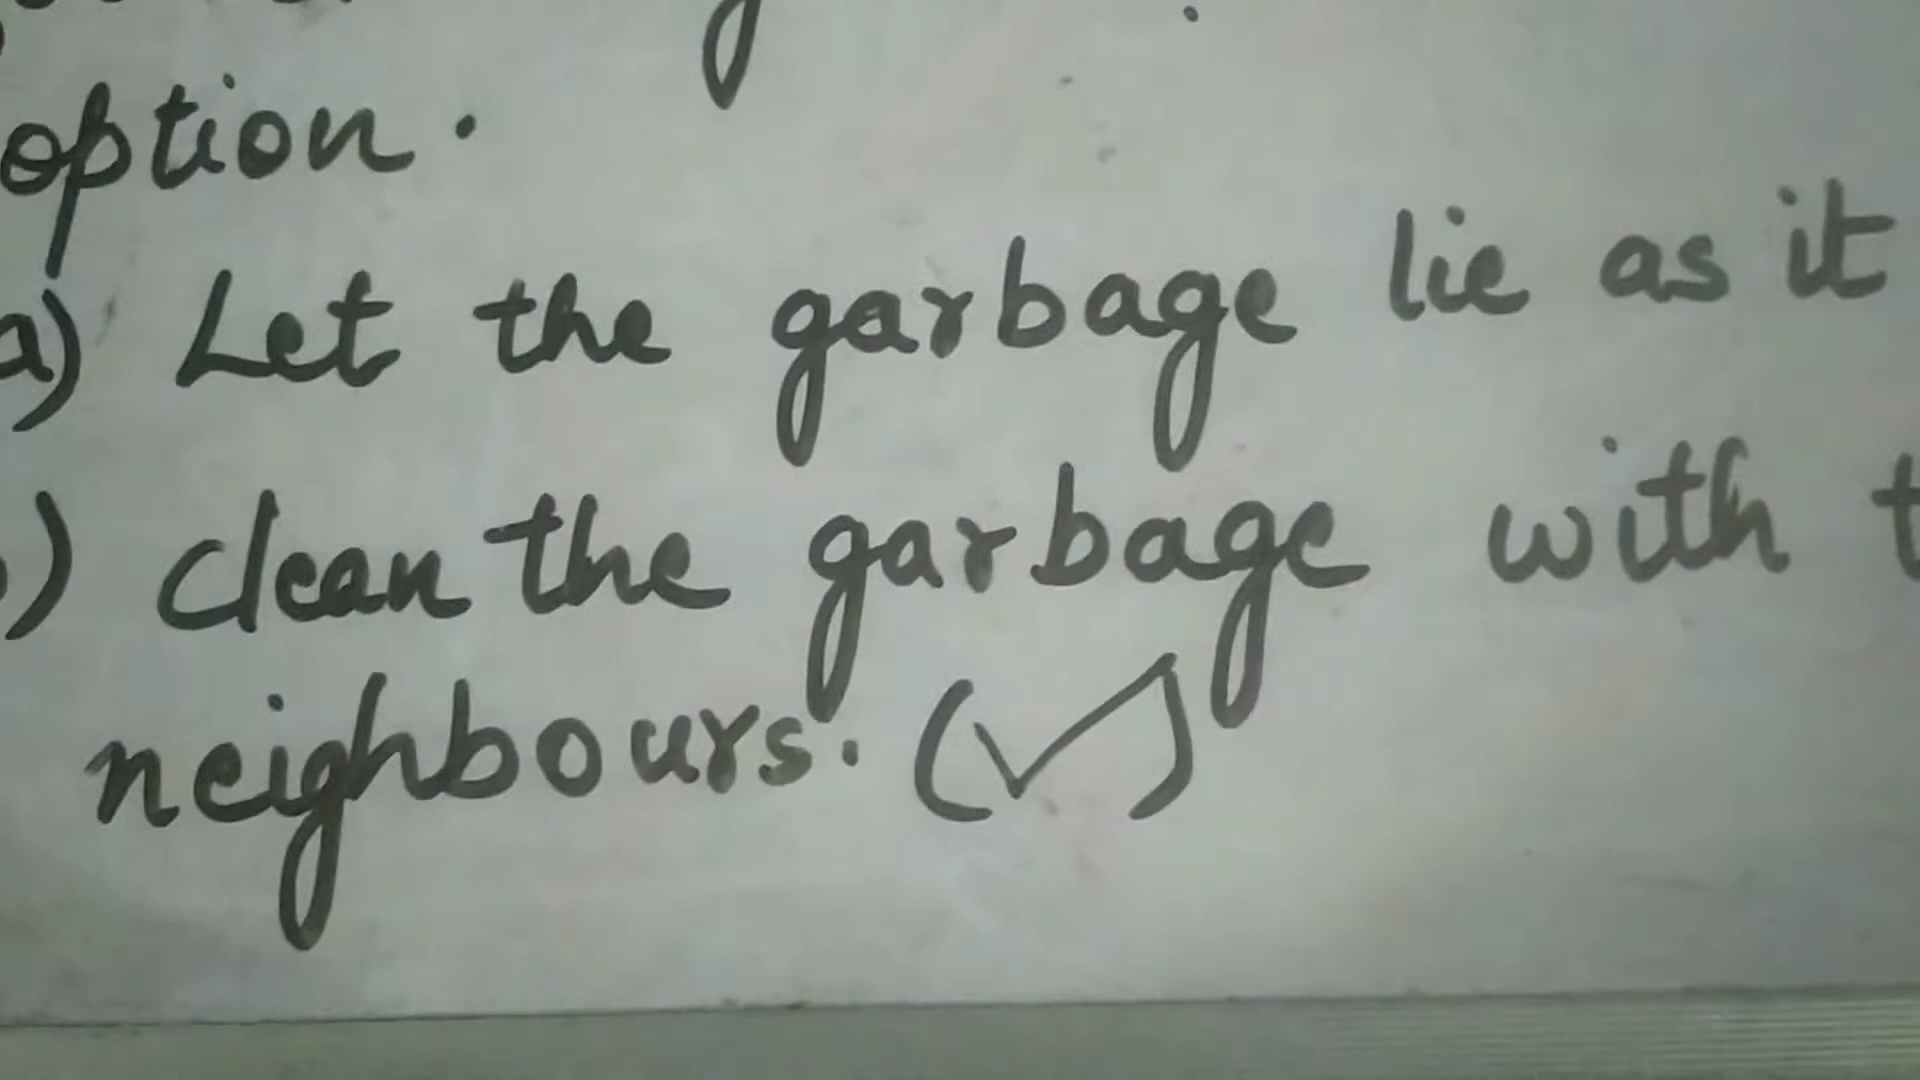 option.
a) Let the garbage lie as it
) clean the garbage with
neighbours. (✓)